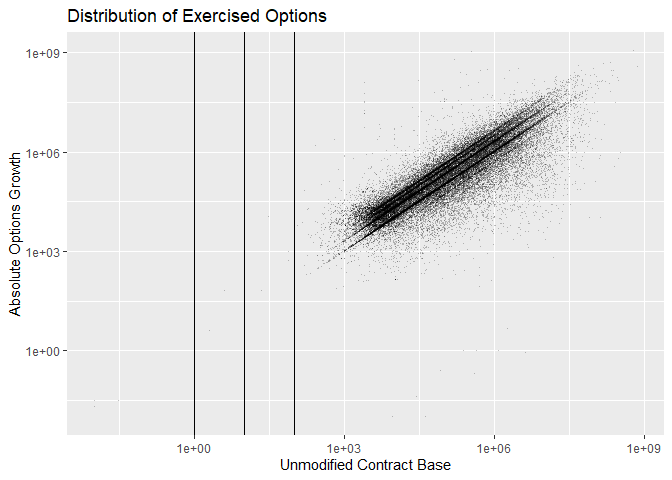 Distribution of Exercised Options
1e+09
1e+06
1e+03
1e+00
Absolute Options Growth
1e+00 1e+03 1e+06 1e+09
Unmodified Contract Base